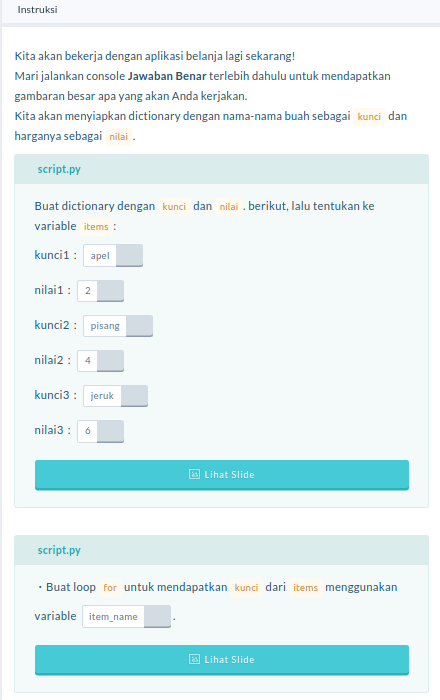 Instruksi
Kita akan bekerja dengan aplikasi belanja lagi sekarang!
Mari jalankan console Jawaban Benar terlebih dahulu untuk mendapatkan
gambaran besar apa yang akan Anda kerjakan.
Kita akan menyiapkan dictionary dengan nama-nama buah sebagai kunci dan
harganya sebagai nilai .
script.py
Buat dictionary dengan kunci dan nilai . berikut, lalu tentukan ke
variable items :
kunci1 : apel
nilai1 : 2
kunci2 : pisang
nilai2 : 4
kunci3 : jeruk
nilai3 : 6
Lihat Slide
script.py
· Buat loop for untuk mendapatkan kunci dari items menggunakan
variable item_name .
Lihat Slide